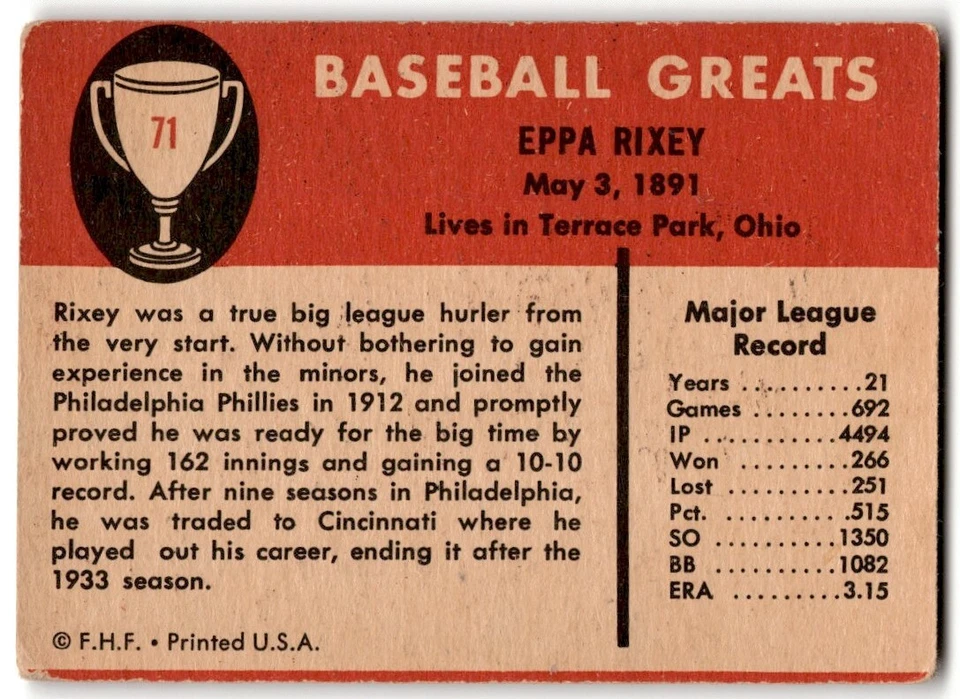 71
BASEBALL GREATS
EPPA RIXEY
May 3, 1891
Lives in Terrace Park, Ohio
Rixey was a true big league hurler from
the very start. Without bothering to gain
experience in the minors, he joined the
Philadelphia Phillies in 1912 and promptly
proved he was ready for the big time by
working 162 innings and gaining a 10-10
record. After nine seasons in Philadelphia,
he was traded to Cincinnati where he
played out his career, ending it after the
1933 season.
© F.H.F. • Printed U.S.A.
Major League
Record
Years ..........21
Games ........692
IP ...........4494
Won .........266
Lost ..........251
Pct. ...........515
SO ..........1350
BB ..........1082
ERA .........3.15